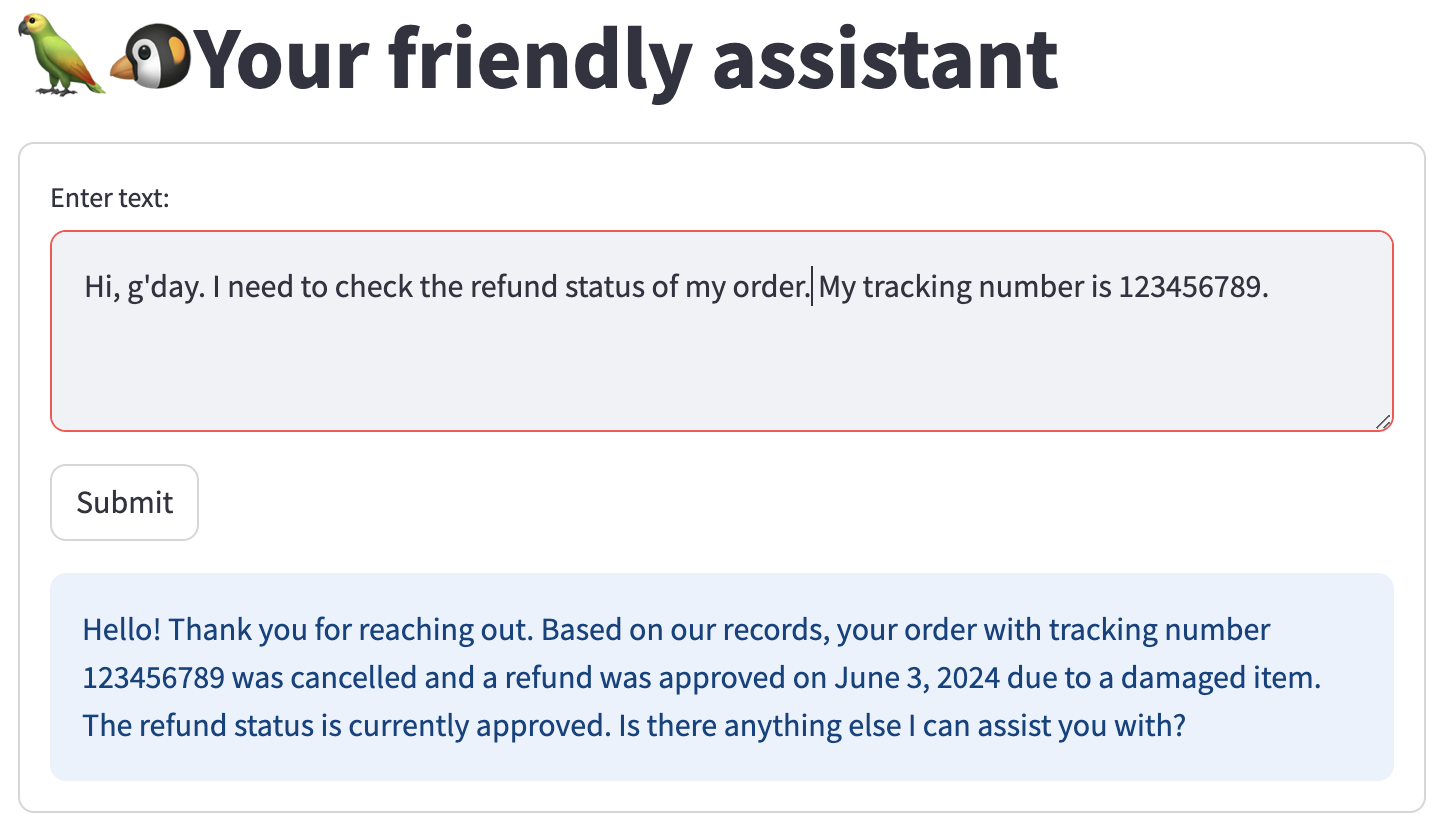 Your friendly assistant
Enter text:
Hi, g'day. I need to check the refund status of my order. My tracking number is 123456789.
Submit
Hello! Thank you for reaching out. Based on our records, your order with tracking number
123456789 was cancelled and a refund was approved on June 3, 2024 due to a damaged item.
The refund status is currently approved. Is there anything else I can assist you with?